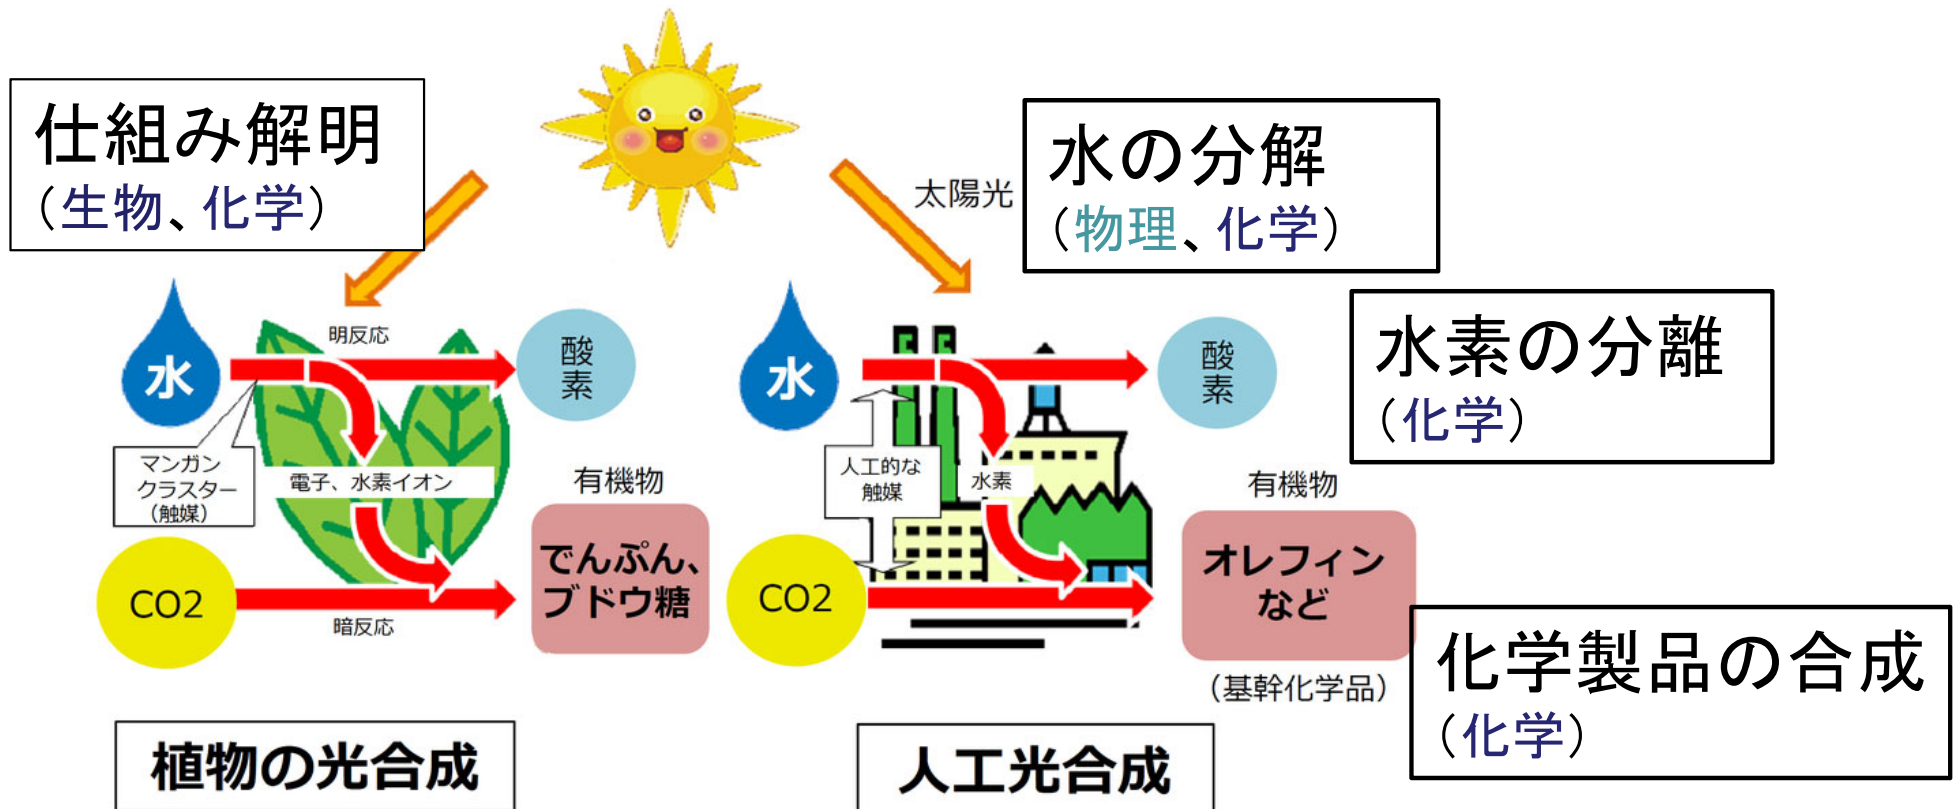 仕組み解明
（生物、化学）
太陽光
水の分解
（物理、化学）
水素の分離
（化学）
水
明反応
酸
素
マンガン
クラスター
（触媒）
電子、水素イオン
有機物
でんぷん、
ブドウ糖
CO2
暗反応
植物の光合成
水
酸
素
人工的な
触媒
水素
有機物
オレフィン
など
CO2
（基幹化学品）
化学製品の合成
（化学）
人工光合成